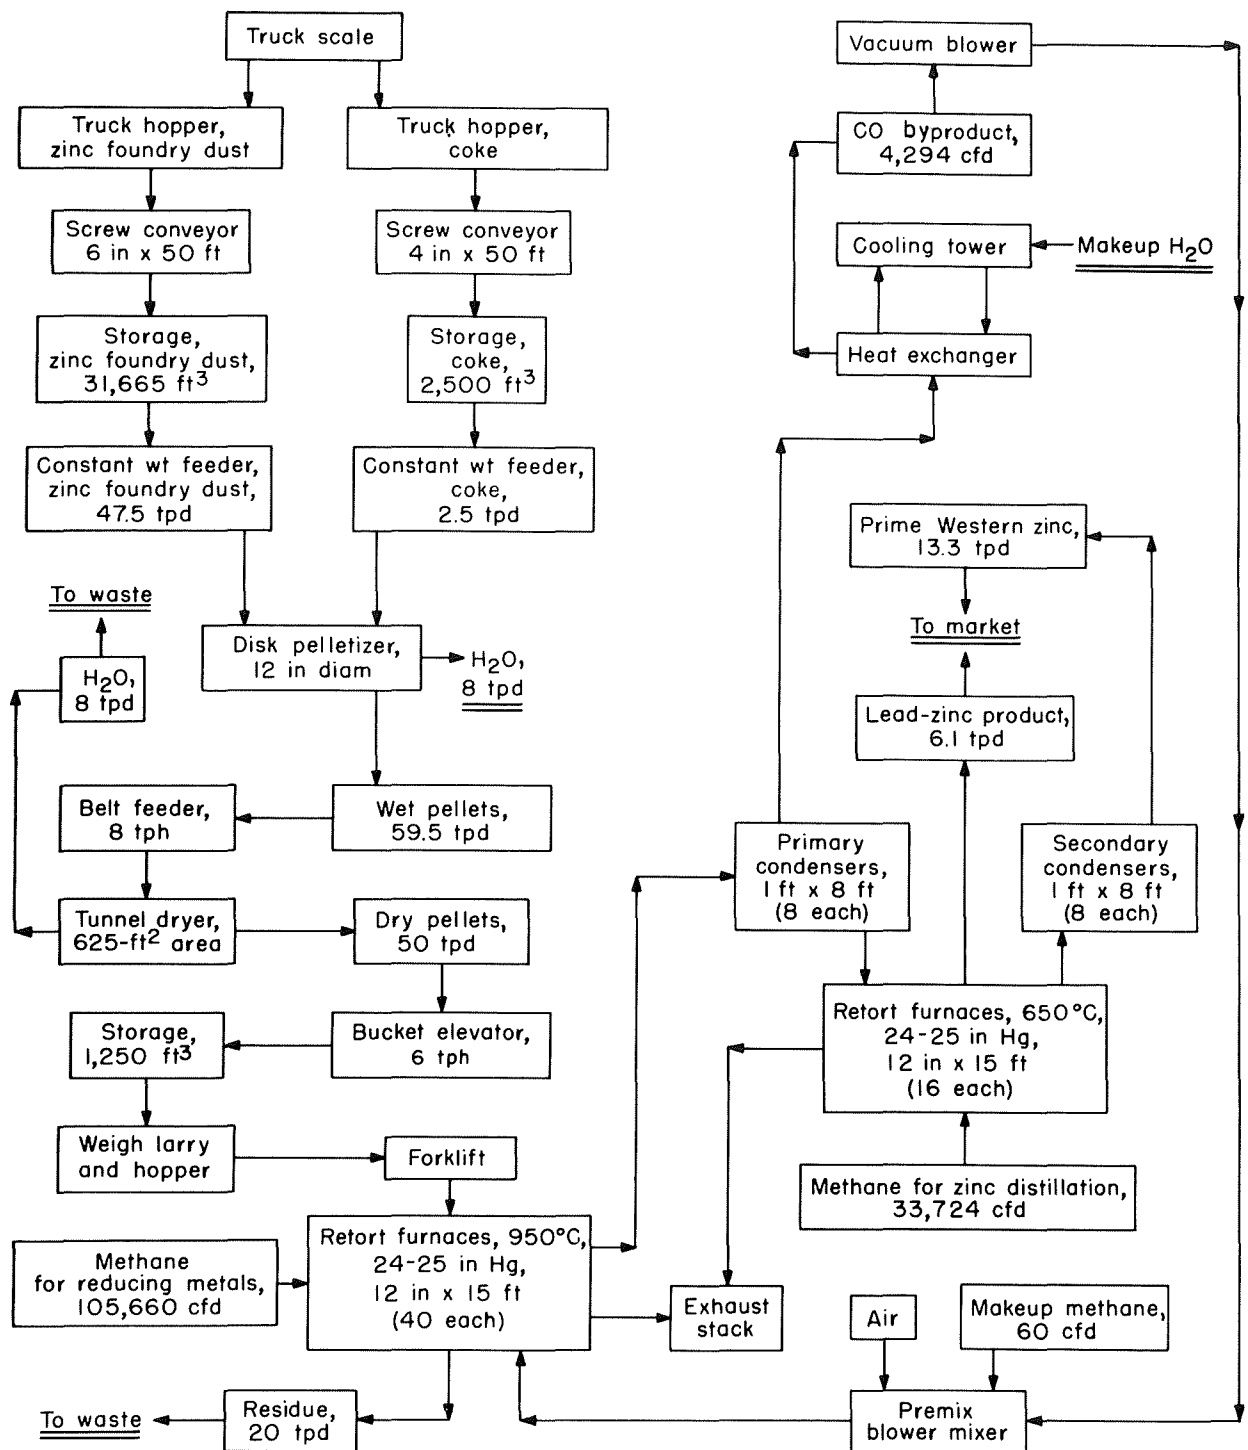 Truck scale
Truck hopper,
zinc foundry dust
Truck hopper,
coke
Screw conveyor
6 in x 50 ft
Screw conveyor
4 in x 50 ft
Storage,
zinc foundry dust,
31,665 ft³
Storage,
coke,
2,500 ft³
Constant wt feeder,
zinc foundry dust,
47.5 tpd
Constant wt feeder,
coke,
2.5 tpd
To waste
H₂O,
8 tpd
Disk pelletizer,
12 in diam
H₂O,
8 tpd
Belt feeder,
8 tph
Wet pellets,
59.5 tpd
Tunnel dryer,
625-ft² area
Dry pellets,
50 tpd
Storage,
1,250 ft³
Bucket elevator,
6 tph
Weigh larry
and hopper
Forklift
Methane
for reducing metals,
105,660 cfd
Retort furnaces, 950°C,
24-25 in Hg,
12 in x 15 ft
(40 each)
To waste
Residue,
20 tpd
Vacuum blower
CO byproduct,
4,294 cfd
Cooling tower
Makeup H₂O
Heat exchanger
Prime Western zinc,
13.3 tpd
To market
Lead-zinc product,
6.1 tpd
Primary
condensers,
1 ft x 8 ft
(8 each)
Secondary
condensers,
1 ft x 8 ft
(8 each)
Retort furnaces, 650°C,
24-25 in Hg,
12 in x 15 ft
(16 each)
Methane for zinc distillation,
33,724 cfd
Exhaust
stack
Air
Makeup methane,
60 cfd
Premix
blower mixer